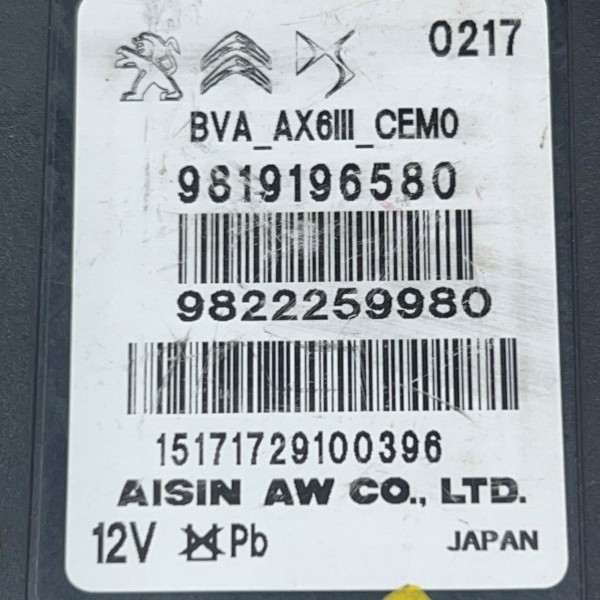 0217
BVA_AX6III_CEM0
9819196580
9822259980
15171729100396
AISIN AW CO., LTD.
12V Pb JAPAN